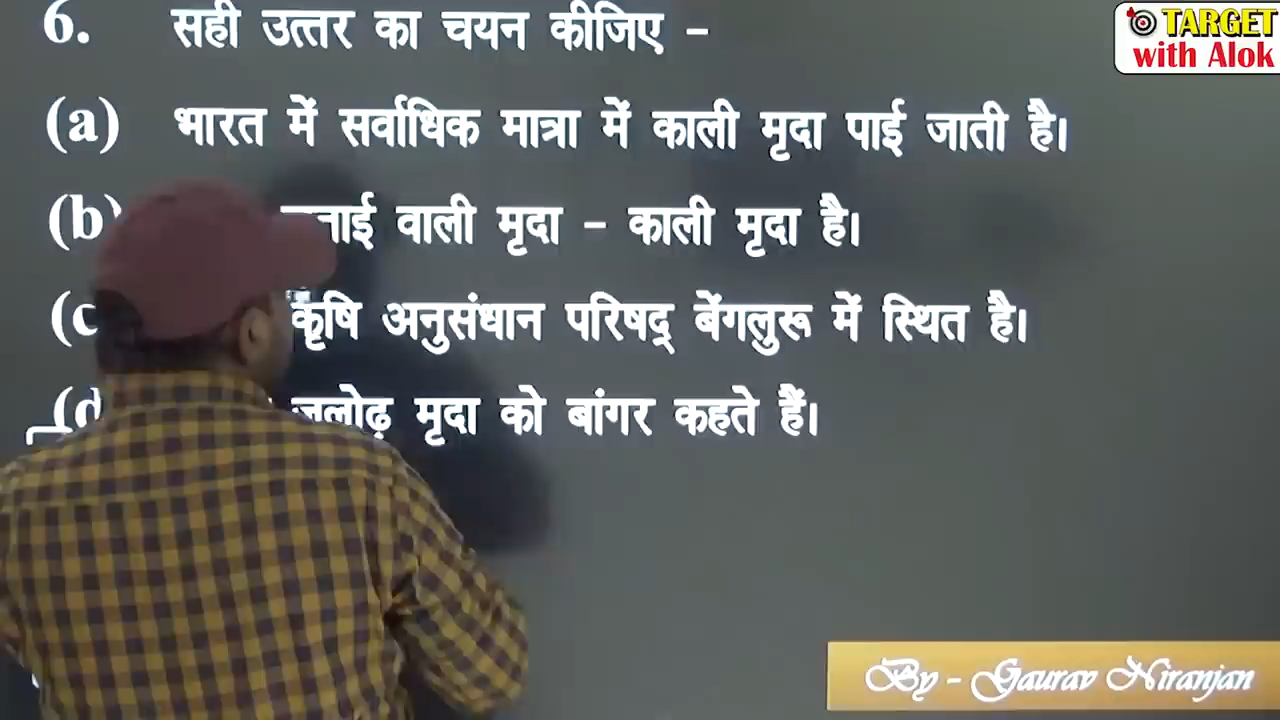 TARGET
with Alok
6. सही उत्तर का चयन कीजिए –
(a) भारत में सर्वाधिक मात्रा में काली मृदा पाई जाती है।
(b) वाली मृदा – काली मृदा है।
(c कृषि अनुसंधान परिषद् बेंगलुरू में स्थित है।
(d जलोढ़ मृदा को बांगर कहते हैं।
By - Gaurav Niranjan